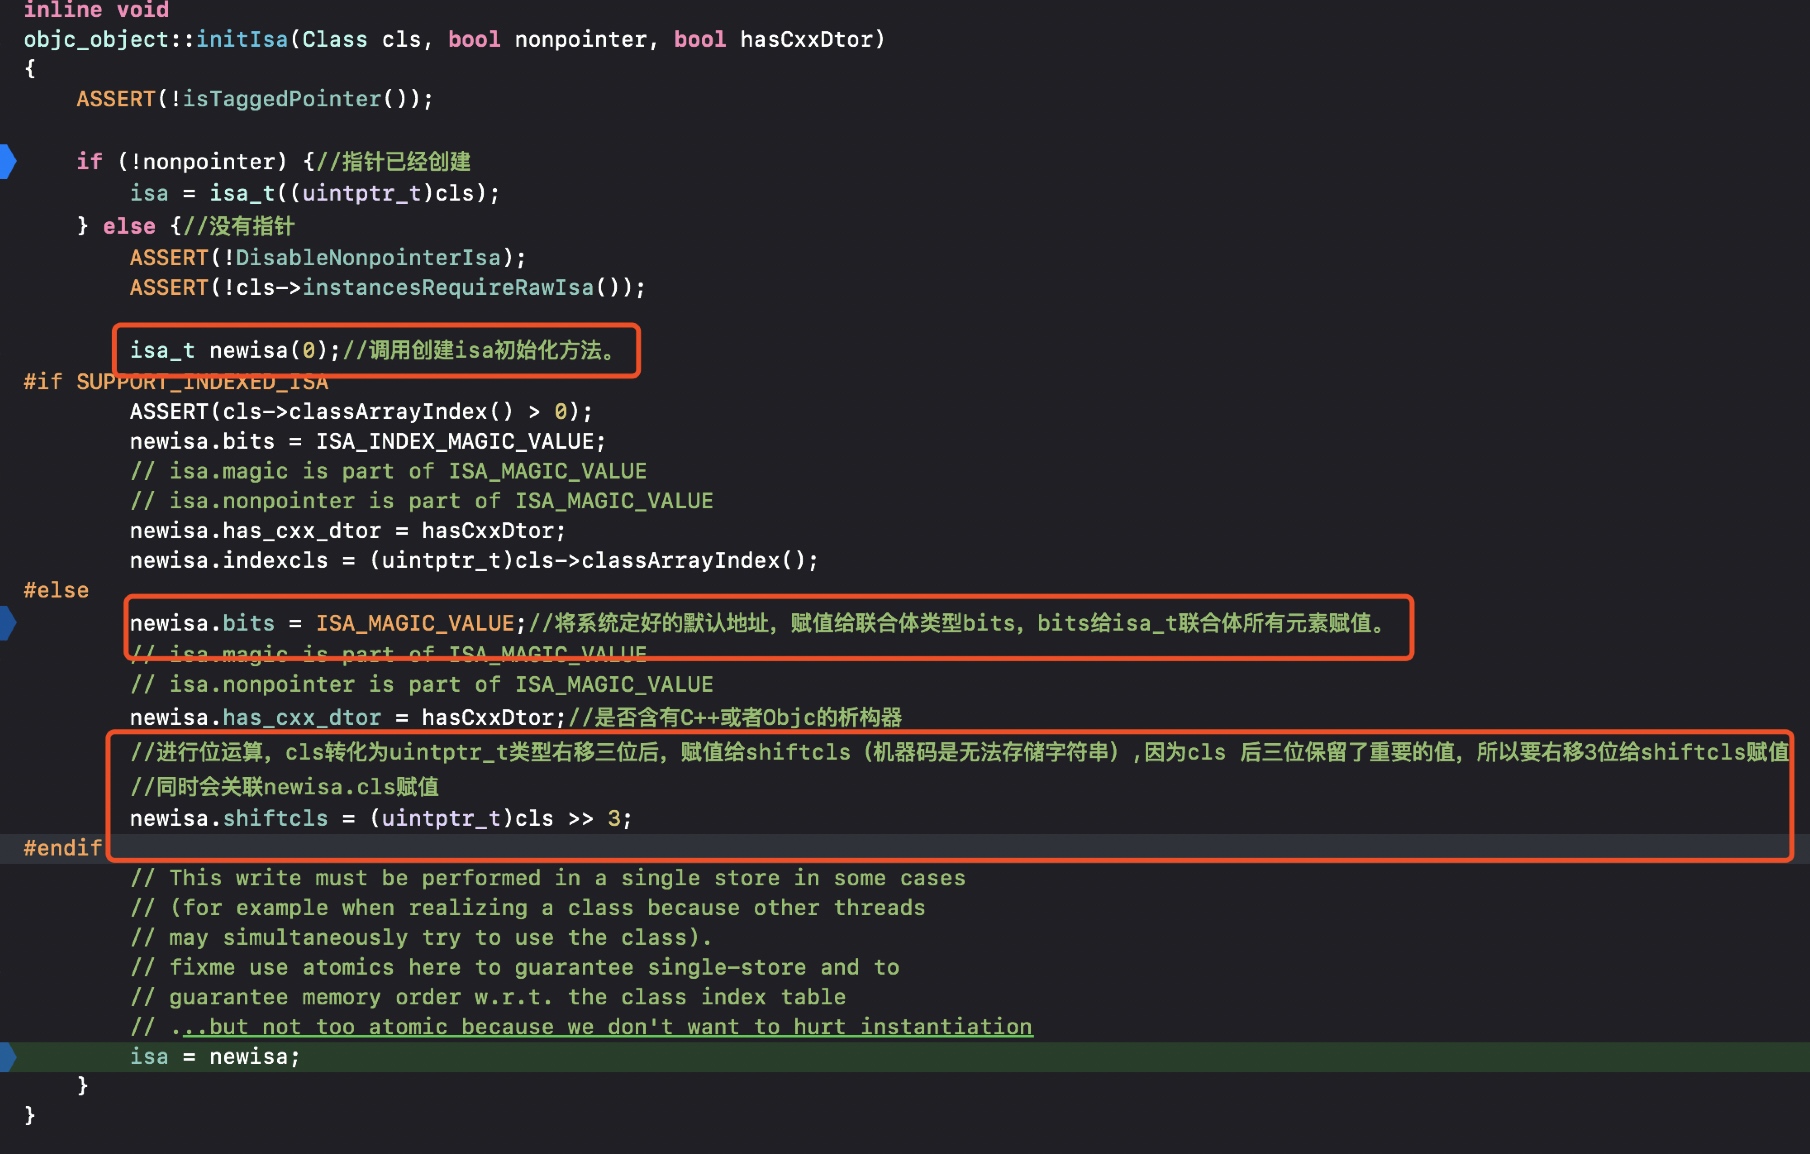 inline void
objc_object::initIsa(Class cls, bool nonpointer, bool hasCxxDtor)
{
ASSERT(!isTaggedPointer());
if (!nonpointer) {//指针已经创建
isa = isa_t((uintptr_t)cls);
} else {//没有指针
ASSERT(!DisableNonpointerIsa);
ASSERT(!cls->instancesRequireRawIsa());
isa_t newisa(0);//调用创建isa初始化方法。
#if SUPPORT_INDEXED_ISA
ASSERT(cls->classArrayIndex() > 0);
newisa.bits = ISA_INDEX_MAGIC_VALUE;
// isa.magic is part of ISA_MAGIC_VALUE
// isa.nonpointer is part of ISA_MAGIC_VALUE
newisa.has_cxx_dtor = hasCxxDtor;
newisa.indexcls = (uintptr_t)cls->classArrayIndex();
#else
newisa.bits = ISA_MAGIC_VALUE;//将系统定好的默认地址，赋值给联合体类型bits，bits给isa_t联合体所有元素赋值。
// isa.magic is part of ISA_MAGIC_VALUE
// isa.nonpointer is part of ISA_MAGIC_VALUE
newisa.has_cxx_dtor = hasCxxDtor;//是否含有C++或者Objc的析构器
//进行位运算，cls转化为uintptr_t类型右移三位后，赋值给shiftcls（机器码是无法存储字符串）,因为cls 后三位保留了重要的值，所以要右移3位给shiftcls赋值
//同时会关联newisa.cls赋值
newisa.shiftcls = (uintptr_t)cls >> 3;
#endif
// This write must be performed in a single store in some cases
// (for example when realizing a class because other threads
// may simultaneously try to use the class).
// fixme use atomics here to guarantee single-store and to
// guarantee memory order w.r.t. the class index table
// ...but not too atomic because we don't want to hurt instantiation
isa = newisa;
}
}